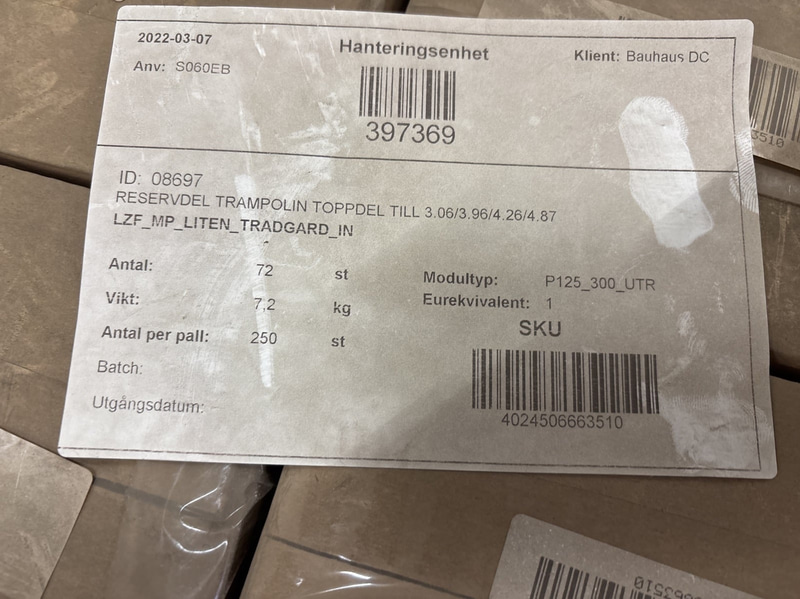 2022-03-07
Hanteringsenhet
Klient: Bauhaus DC
Anv: S060EB
397369
ID: 08697
RESERVDEL TRAMPOLIN TOPPDEL TILL 3.06/3.96/4.26/4.87
LZF_MP_LITEN_TRADGARD_IN
Antal: 72 st
Modultyp: P125_300_UTR
Vikt: 7,2 kg
Eurekvivalent: 1
Antal per pall: 250 st
SKU
Batch:
4024506663510
Utgångsdatum:
3510